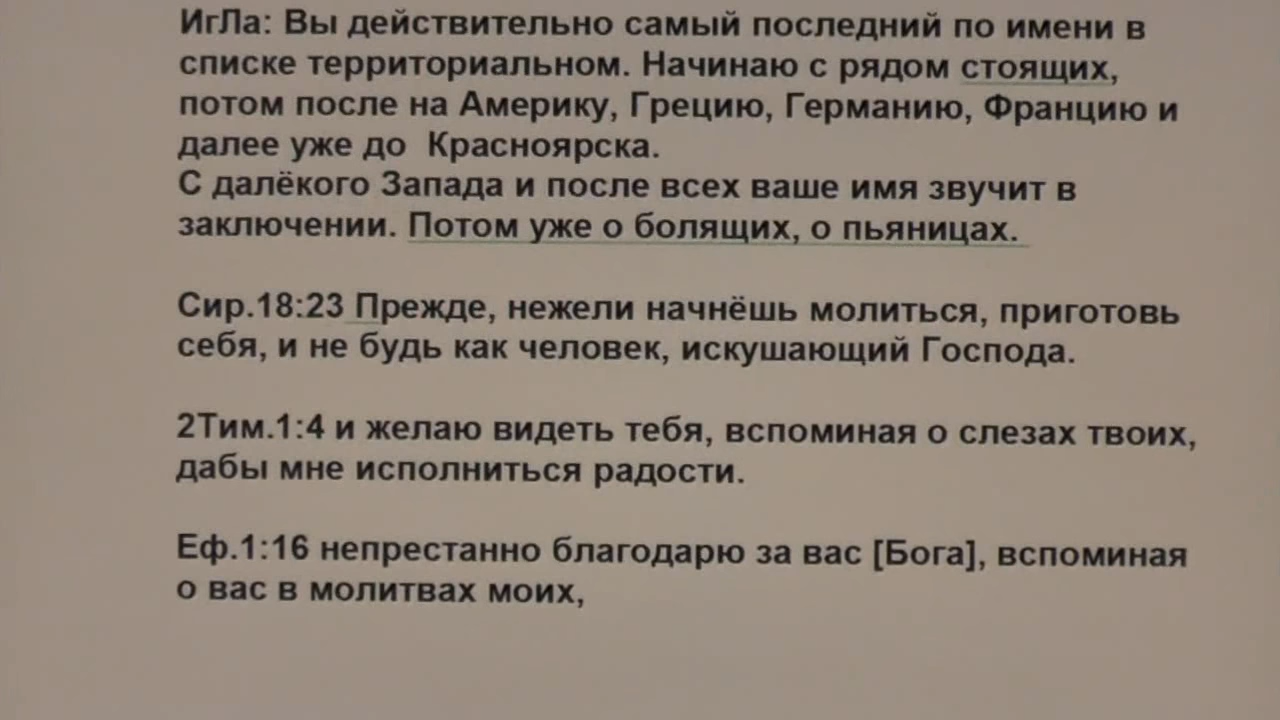 ИгЛа: Вы действительно самый последний по имени в
списке территориальном. Начинаю с рядом стоящих,
потом после на Америку, Грецию, Германию, Францию и
далее уже до  Красноярска.
С далёкого Запада и после всех ваше имя звучит в
заключении. Потом уже о болящих, о пьяницах.
Сир.18:23 Прежде, нежели начнёшь молиться, приготовь
себя, и не будь как человек, искушающий Господа.
2Тим.1:4 и желаю видеть тебя, вспоминая о слезах твоих,
дабы мне исполниться радости.
Еф.1:16 непрестанно благодарю за вас [Бога], вспоминая
о вас в молитвах моих,